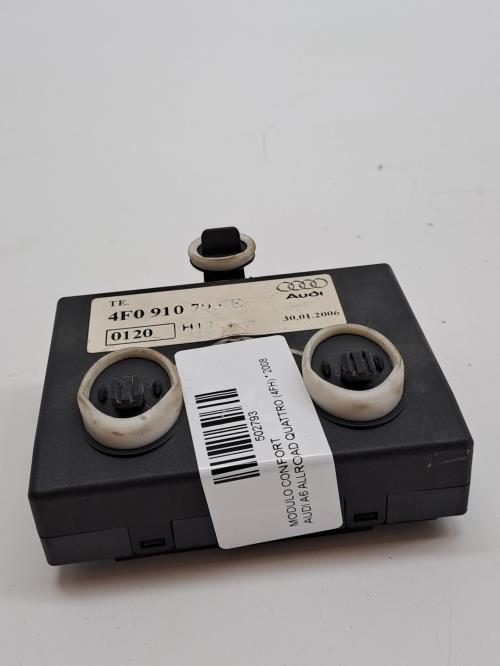 TE.
4F0 910
Audi
0120
30.01.2006
502793
MODULO CONFORT
AUDI A6 ALLROAD QUATTRO (4FH) * 2008